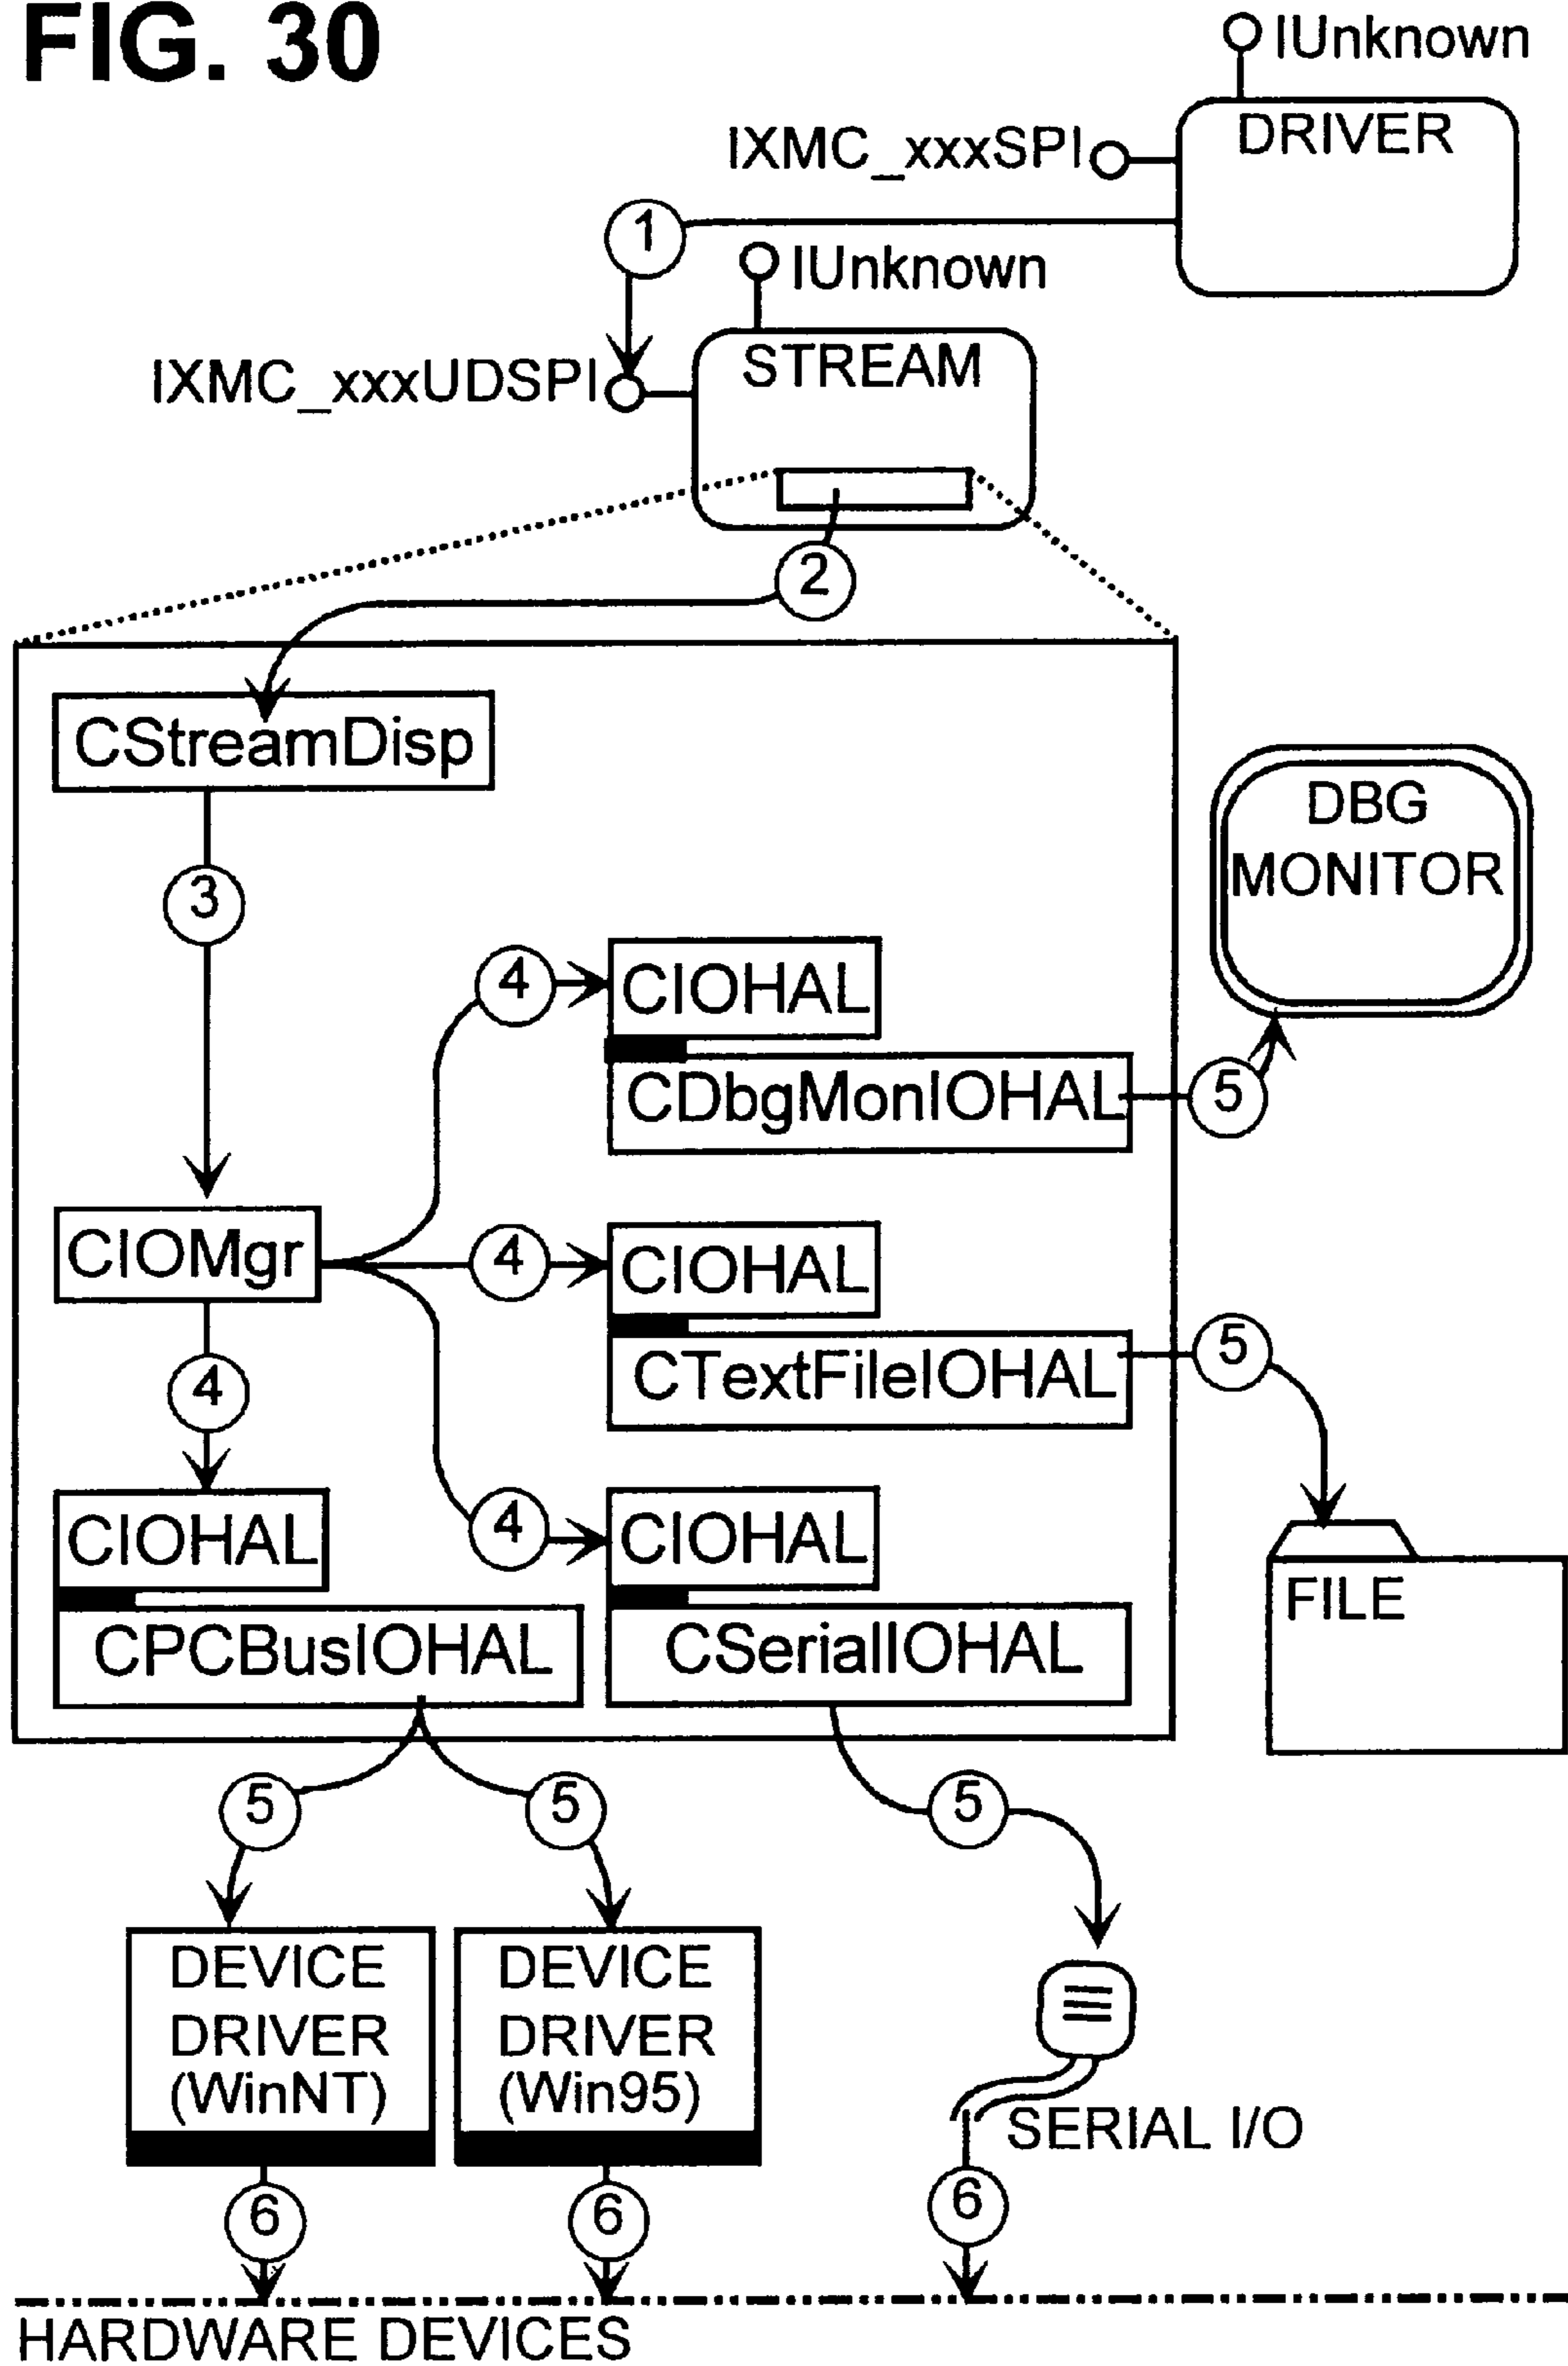 FIG. 30
IUnknown
DRIVER
IXMC_xxxSPI
1
IUnknown
IXMC_xxxUDSPI
STREAM
2
CStreamDisp
DBG
MONITOR
3
4
CIOHAL
CDbgMonIOHAL
5
CIOMgr
4
CIOHAL
CTextFileIOHAL
5
4
CIOHAL
4
CIOHAL
FILE
CPCBusIOHAL
CSerialIOHAL
5
5
5
DEVICE
DRIVER
(WinNT)
DEVICE
DRIVER
(Win95)
SERIAL I/O
6
6
6
HARDWARE DEVICES